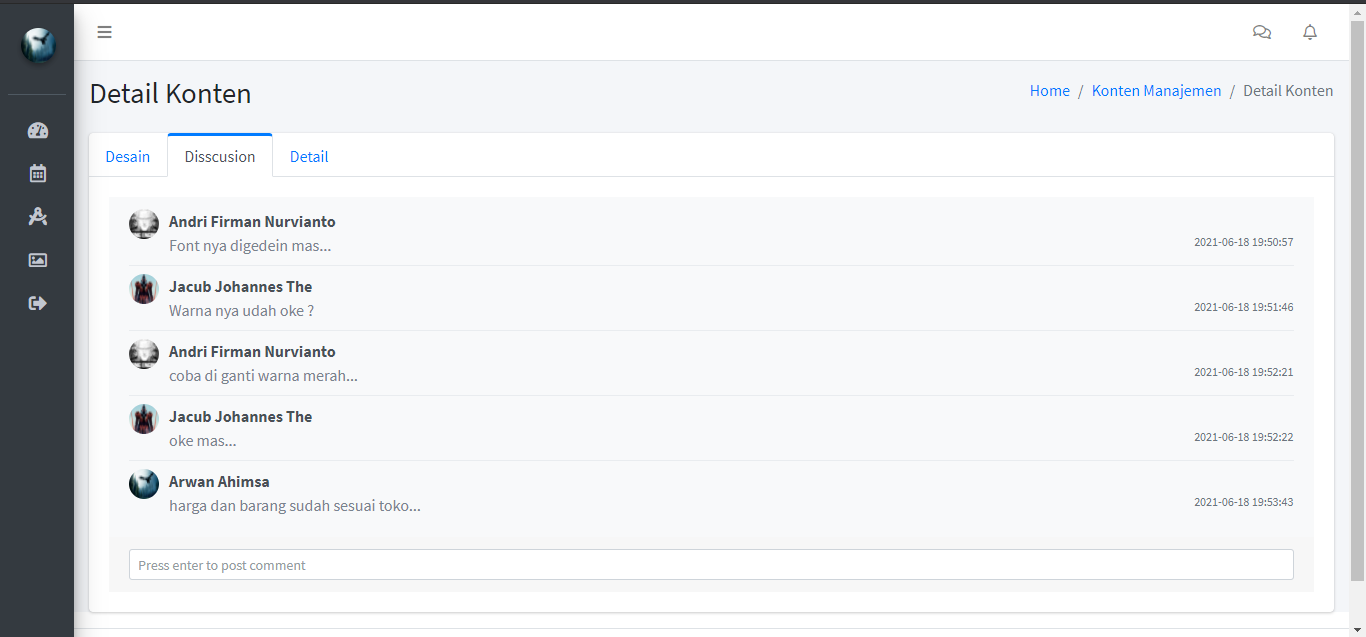 Detail Konten
Home / Konten Manajemen / Detail Konten
Desain Disscusion Detail
Andri Firman Nurvianto
Font nya digedein mas... 2021-06-18 19:50:57
Jacub Johannes The
Warna nya udah oke ? 2021-06-18 19:51:46
Andri Firman Nurvianto
coba di ganti warna merah... 2021-06-18 19:52:21
Jacub Johannes The
oke mas... 2021-06-18 19:52:22
Arwan Ahimsa
harga dan barang sudah sesuai toko... 2021-06-18 19:53:43
Press enter to post comment